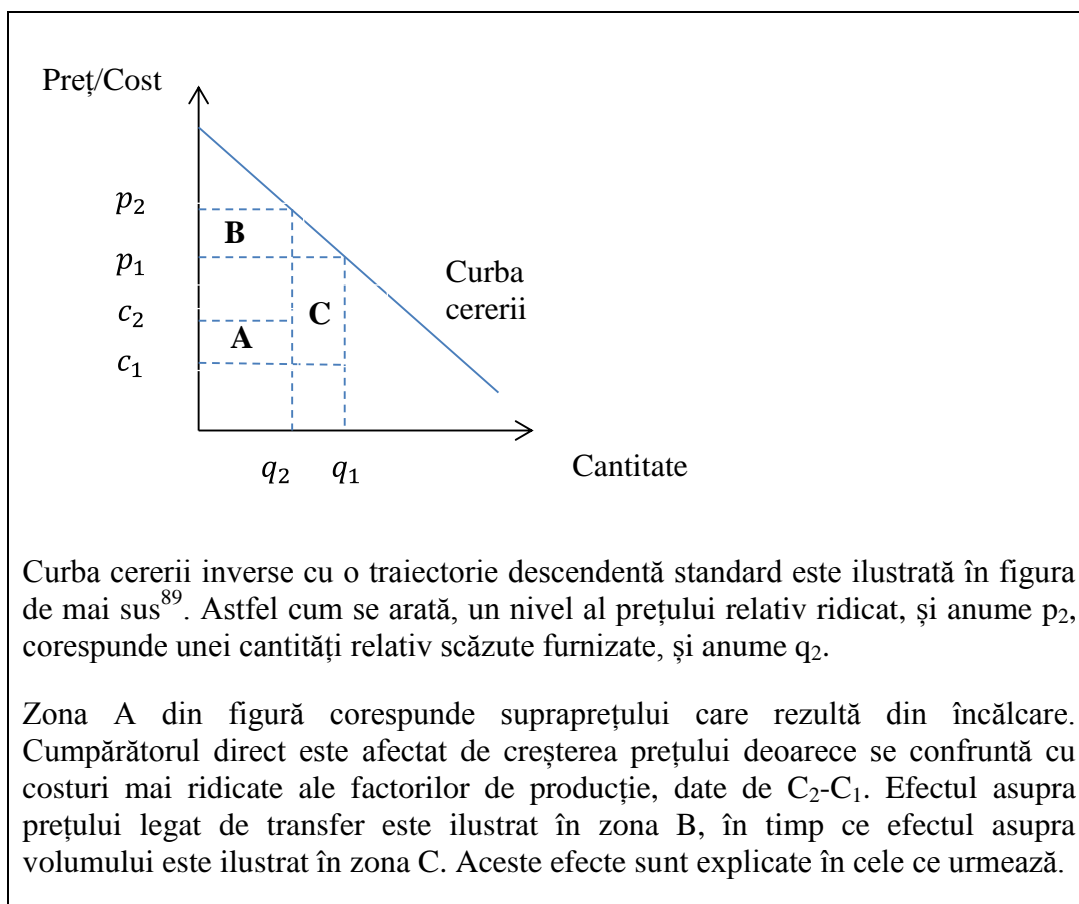 Preț/Cost
p₂
B
p₁
Curba
cererii
c₂
C
A
c₁
q₂ q₁
Cantitate
Curba cererii inverse cu o traiectorie descendentă standard este ilustrată în figura
de mai sus⁸⁹. Astfel cum se arată, un nivel al prețului relativ ridicat, și anume p₂,
corespunde unei cantități relativ scăzute furnizate, și anume q₂.
Zona A din figură corespunde supraprețului care rezultă din încălcare.
Cumpărătorul direct este afectat de creșterea prețului deoarece se confruntă cu
costuri mai ridicate ale factorilor de producție, date de C₂-C₁. Efectul asupra
prețului legat de transfer este ilustrat în zona B, în timp ce efectul asupra
volumului este ilustrat în zona C. Aceste efecte sunt explicate în cele ce urmează.